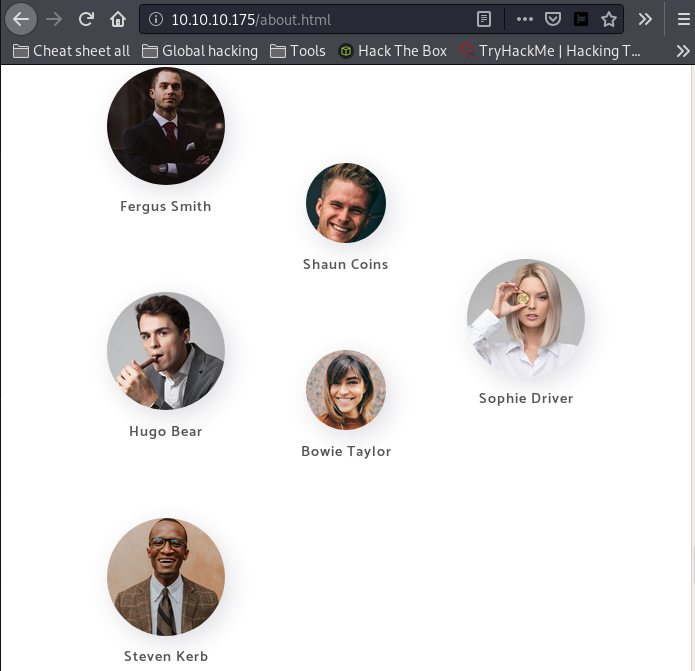 10.10.10.175/about.html
Cheat sheet all Global hacking Tools Hack The Box TryHackMe | Hacking T...
Fergus Smith
Shaun Coins
Sophie Driver
Hugo Bear
Bowie Taylor
Steven Kerb